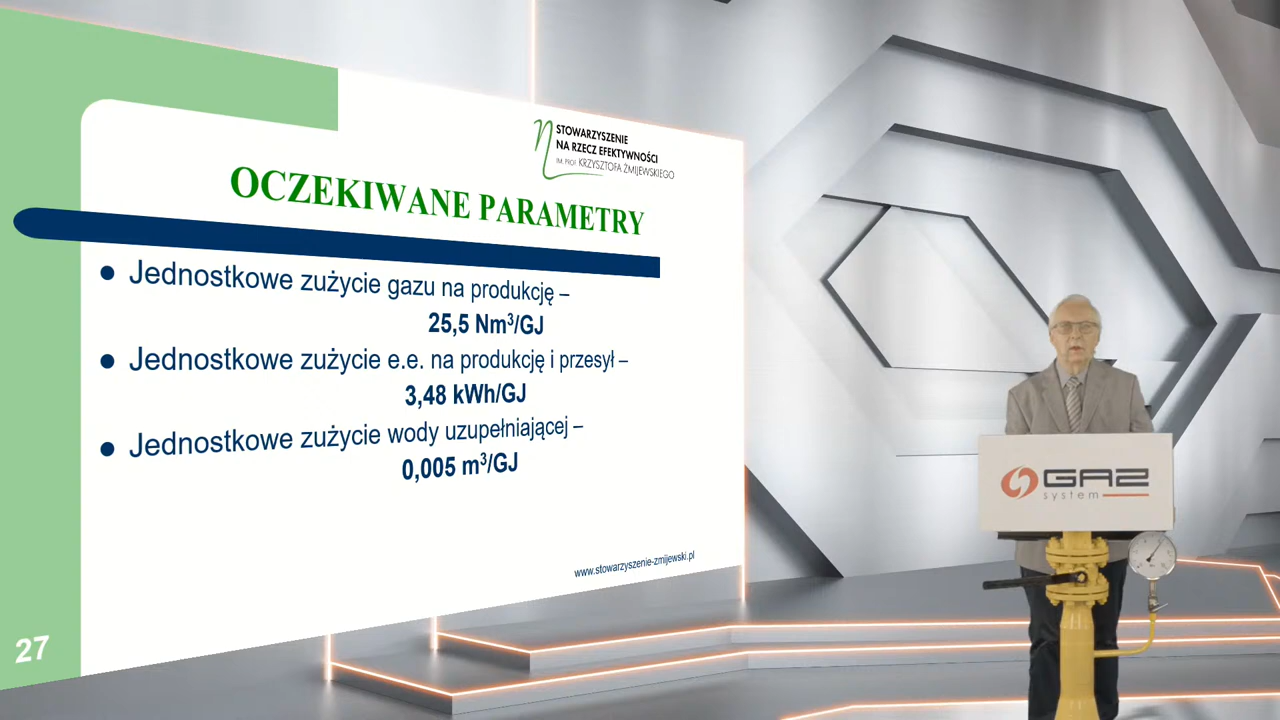 STOWARZYSZENIE
NA RZECZ EFEKTYWNOŚCI
IM. PROF. KRZYSZTOFA ŻMIJEWSKIEGO
OCZEKIWANE PARAMETRY
Jednostkowe zużycie gazu na produkcję –
25,5 Nm³/GJ
Jednostkowe zużycie e.e. na produkcję i przesył –
3,48 kWh/GJ
Jednostkowe zużycie wody uzupełniającej –
0,005 m³/GJ
www.stowarzyszenie-zmijewski.pl
27
GAZ
system